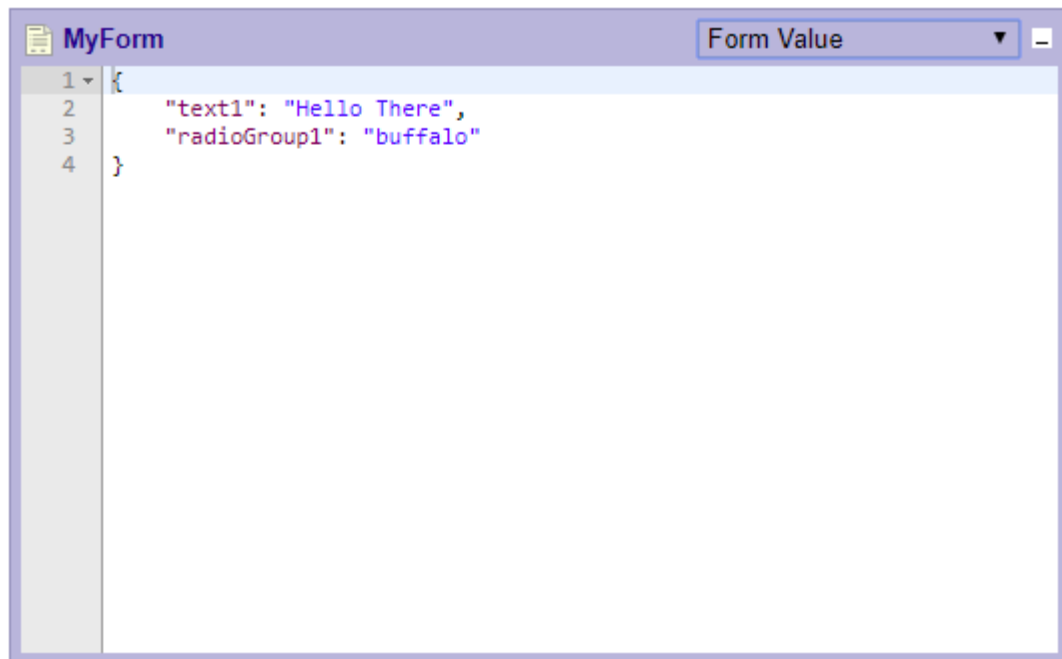 MyForm Form Value
1 {
2 "text1": "Hello There",
3 "radioGroup1": "buffalo"
4 }